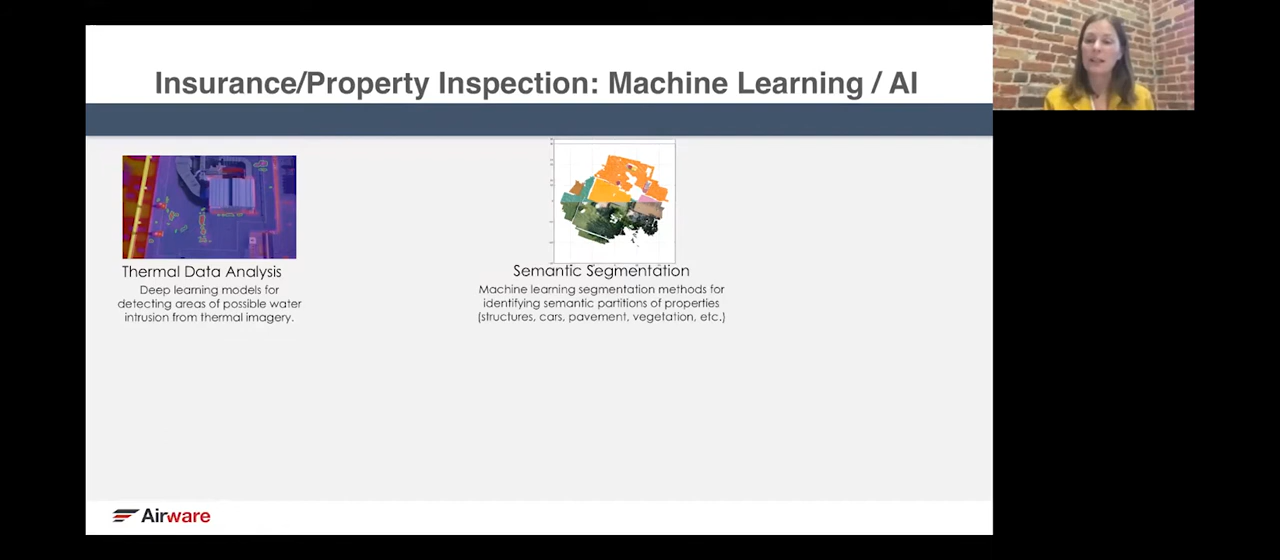 Insurance/Property Inspection: Machine Learning / AI
Thermal Data Analysis
Deep learning models for
detecting areas of possible water
intrusion from thermal imagery.
Semantic Segmentation
Machine learning segmentation methods for
identifying semantic partitions of properties
(structures, cars, pavement, vegetation, etc.)
Airware